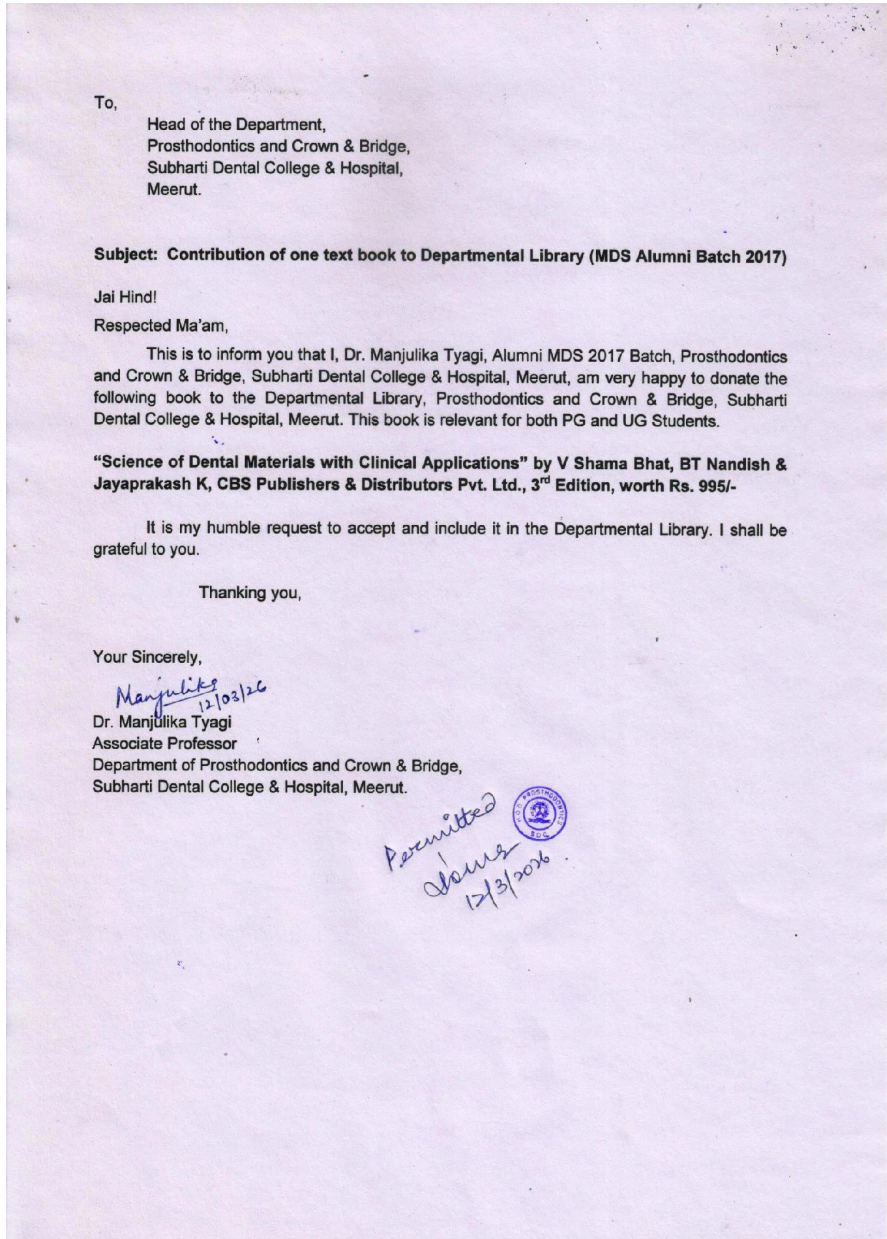 To,
Head of the Department,
Prosthodontics and Crown & Bridge,
Subharti Dental College & Hospital,
Meerut.
Subject: Contribution of one text book to Departmental Library (MDS Alumni Batch 2017)
Jai Hind!
Respected Ma'am,
This is to inform you that I, Dr. Manjulika Tyagi, Alumni MDS 2017 Batch, Prosthodontics
and Crown & Bridge, Subharti Dental College & Hospital, Meerut, am very happy to donate the
following book to the Departmental Library, Prosthodontics and Crown & Bridge, Subharti
Dental College & Hospital, Meerut. This book is relevant for both PG and UG Students.
“Science of Dental Materials with Clinical Applications” by V Shama Bhat, BT Nandish &
Jayaprakash K, CBS Publishers & Distributors Pvt. Ltd., 3rd Edition, worth Rs. 995/-
It is my humble request to accept and include it in the Departmental Library. I shall be
grateful to you.
Thanking you,
Your Sincerely,
Manjulika
12/03/26
Dr. Manjulika Tyagi
Associate Professor
Department of Prosthodontics and Crown & Bridge,
Subharti Dental College & Hospital, Meerut.
H.O.D. PROSTHODONTICS
SDC
Permitted
12/3/2026